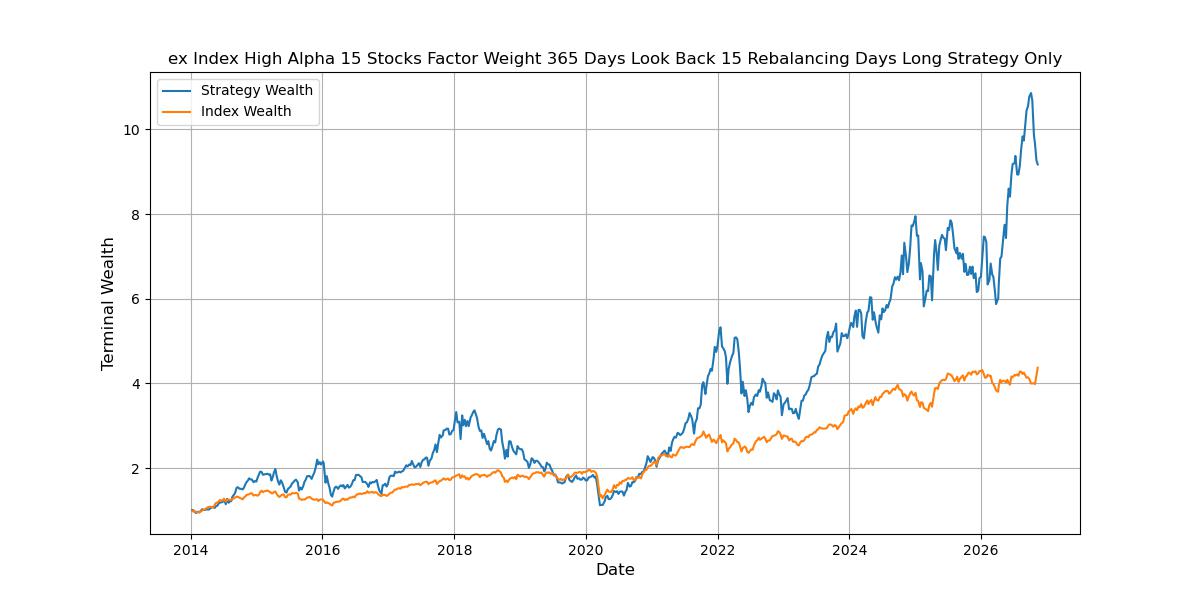 ex Index High Alpha 15 Stocks Factor Weight 365 Days Look Back 15 Rebalancing Days Long Strategy Only
Strategy Wealth
Index Wealth
10
8
6
4
2
Terminal Wealth
2014 2016 2018 2020 2022 2024 2026
Date